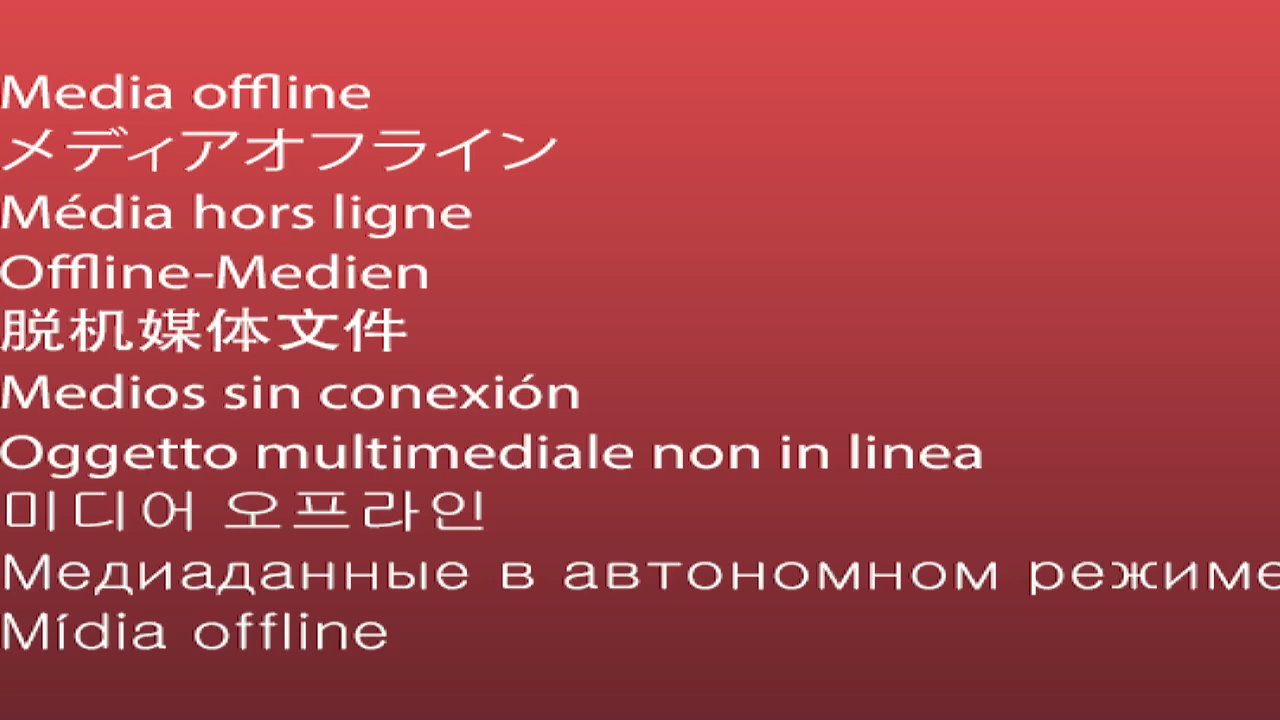 Media offline
メディアオフライン
Média hors ligne
Offline-Medien
脱机媒体文件
Medios sin conexión
Oggetto multimediale non in linea
미디어 오프라인
Медиаданные в автономном режиме
Mídia offline